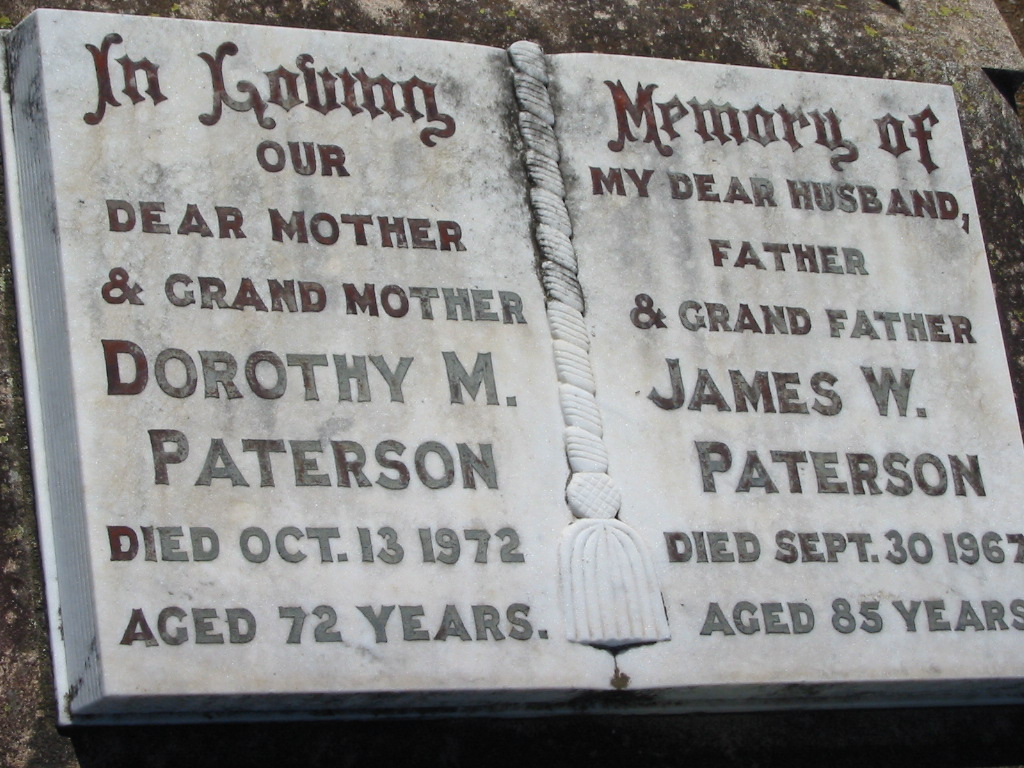 In Loving
OUR
DEAR MOTHER
& GRAND MOTHER
DOROTHY M.
PATERSON
DIED OCT. 13 1972
AGED 72 YEARS.
Memory of
MY DEAR HUSBAND,
FATHER
& GRAND FATHER
JAMES W.
PATERSON
DIED SEPT. 30 1967
AGED 85 YEARS